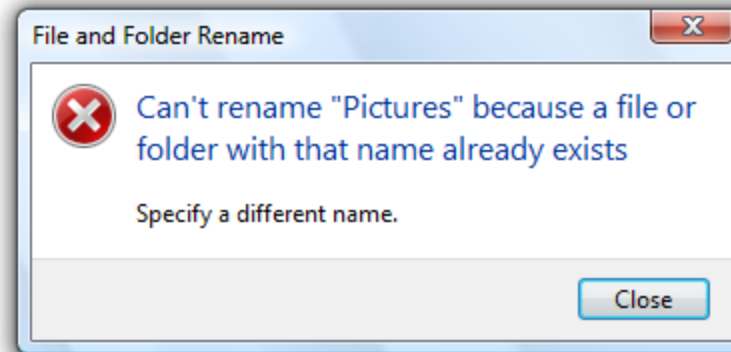 File and Folder Rename
Can't rename "Pictures" because a file or
folder with that name already exists
Specify a different name.
Close